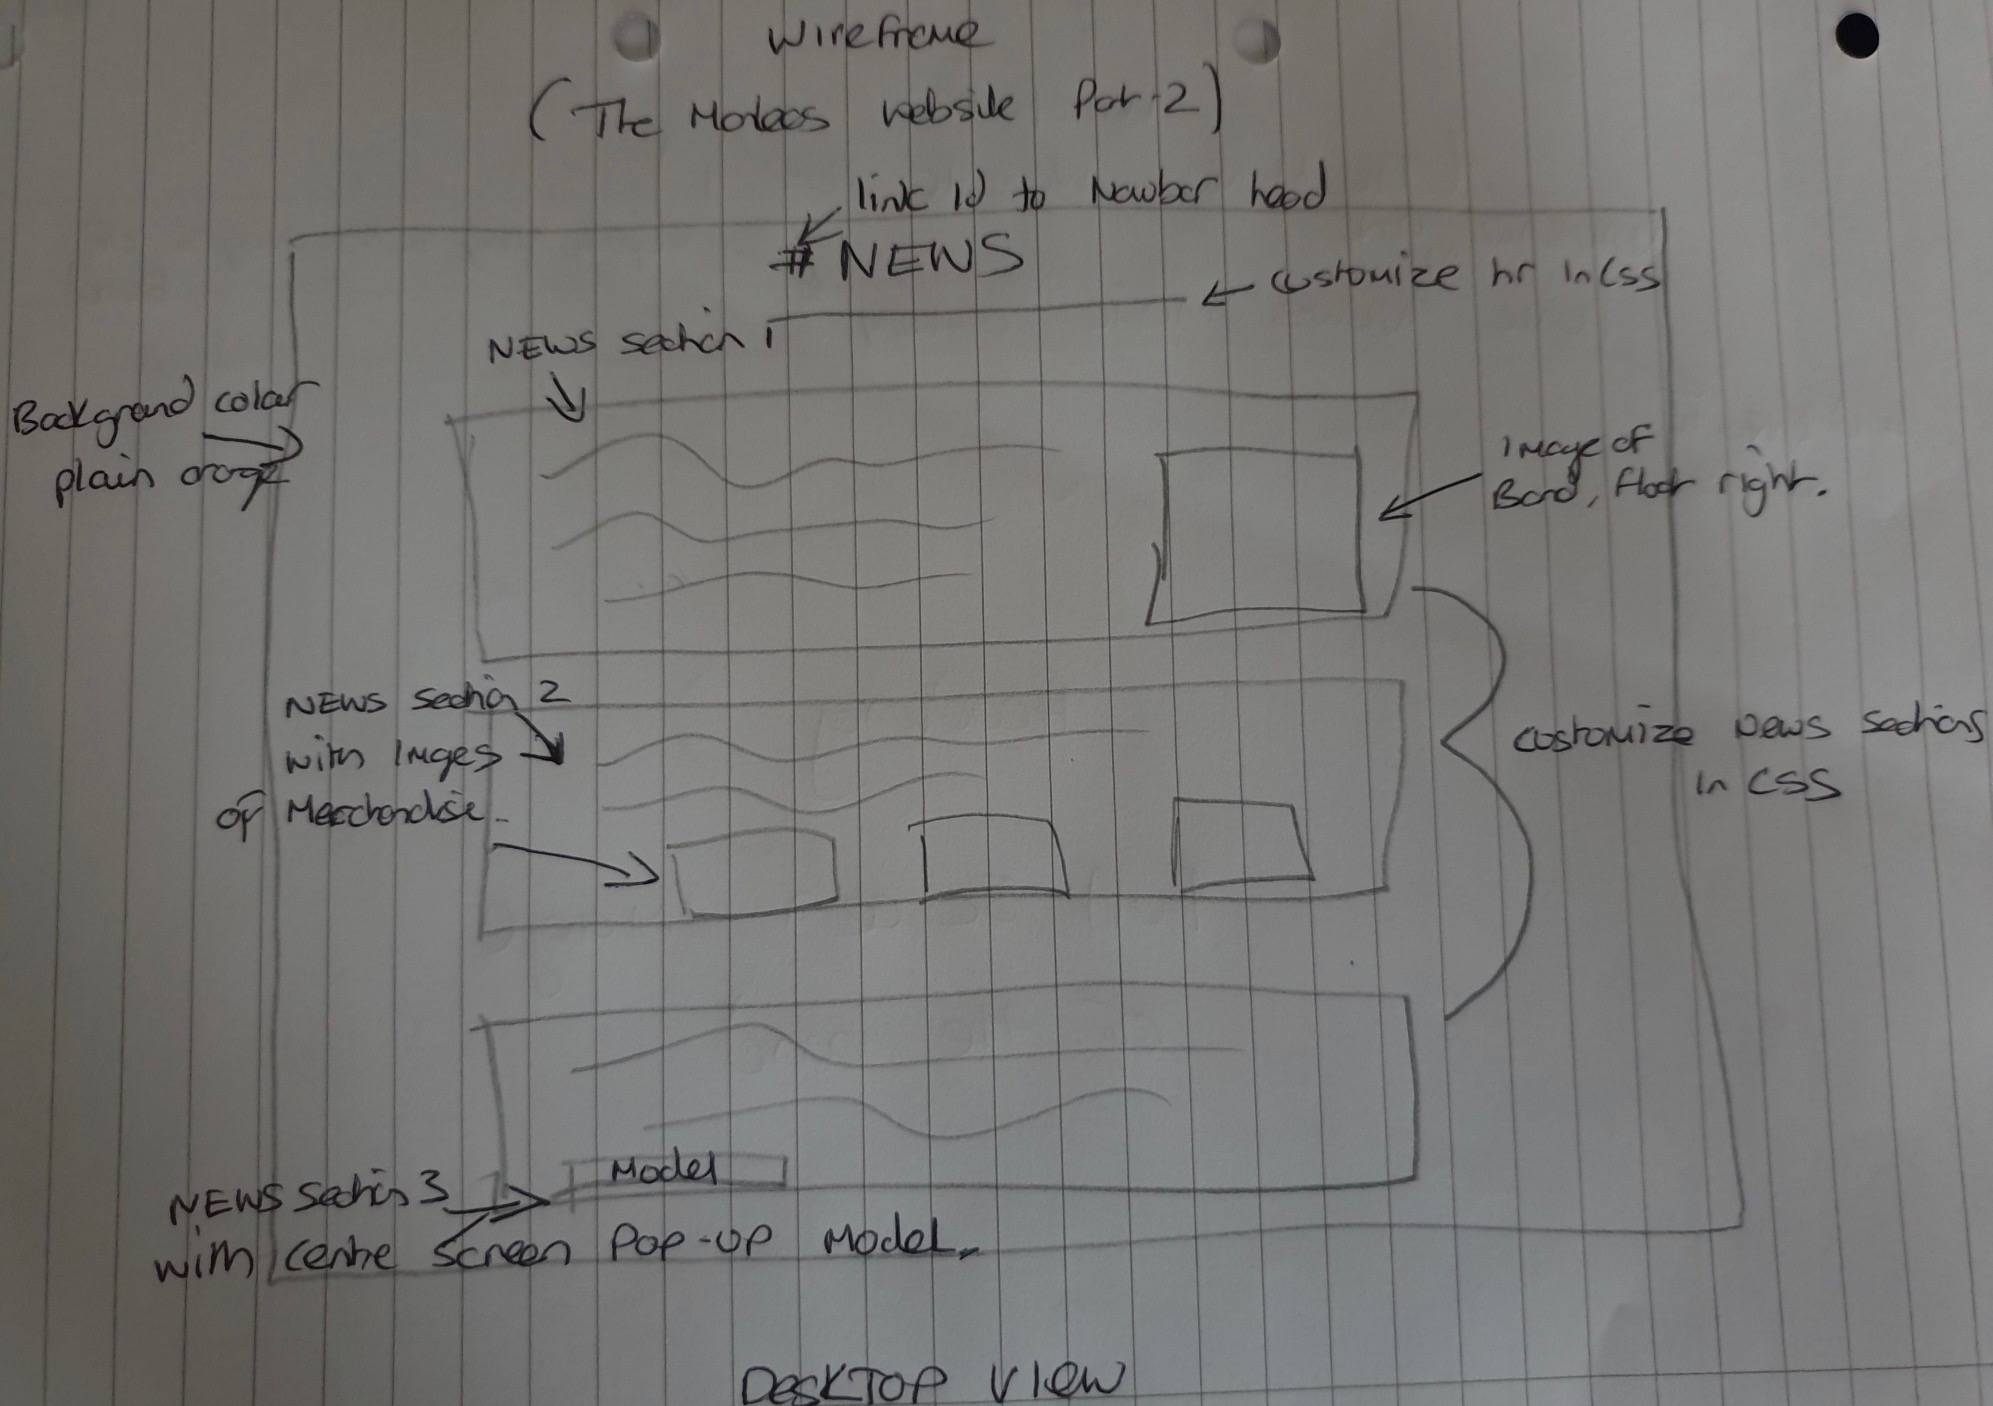 Wireframe
(The website Part 2)
link id to Navbar head
# NEWS
customize hr in CSS
NEWS section 1
Background colour
plain orange
Image of
Band, float right.
NEWS section 2
with Images
of Merchandise.
customize News sections
in CSS
Model
NEWS section 3
with centre screen POP-UP Model.
DESKTOP VIEW